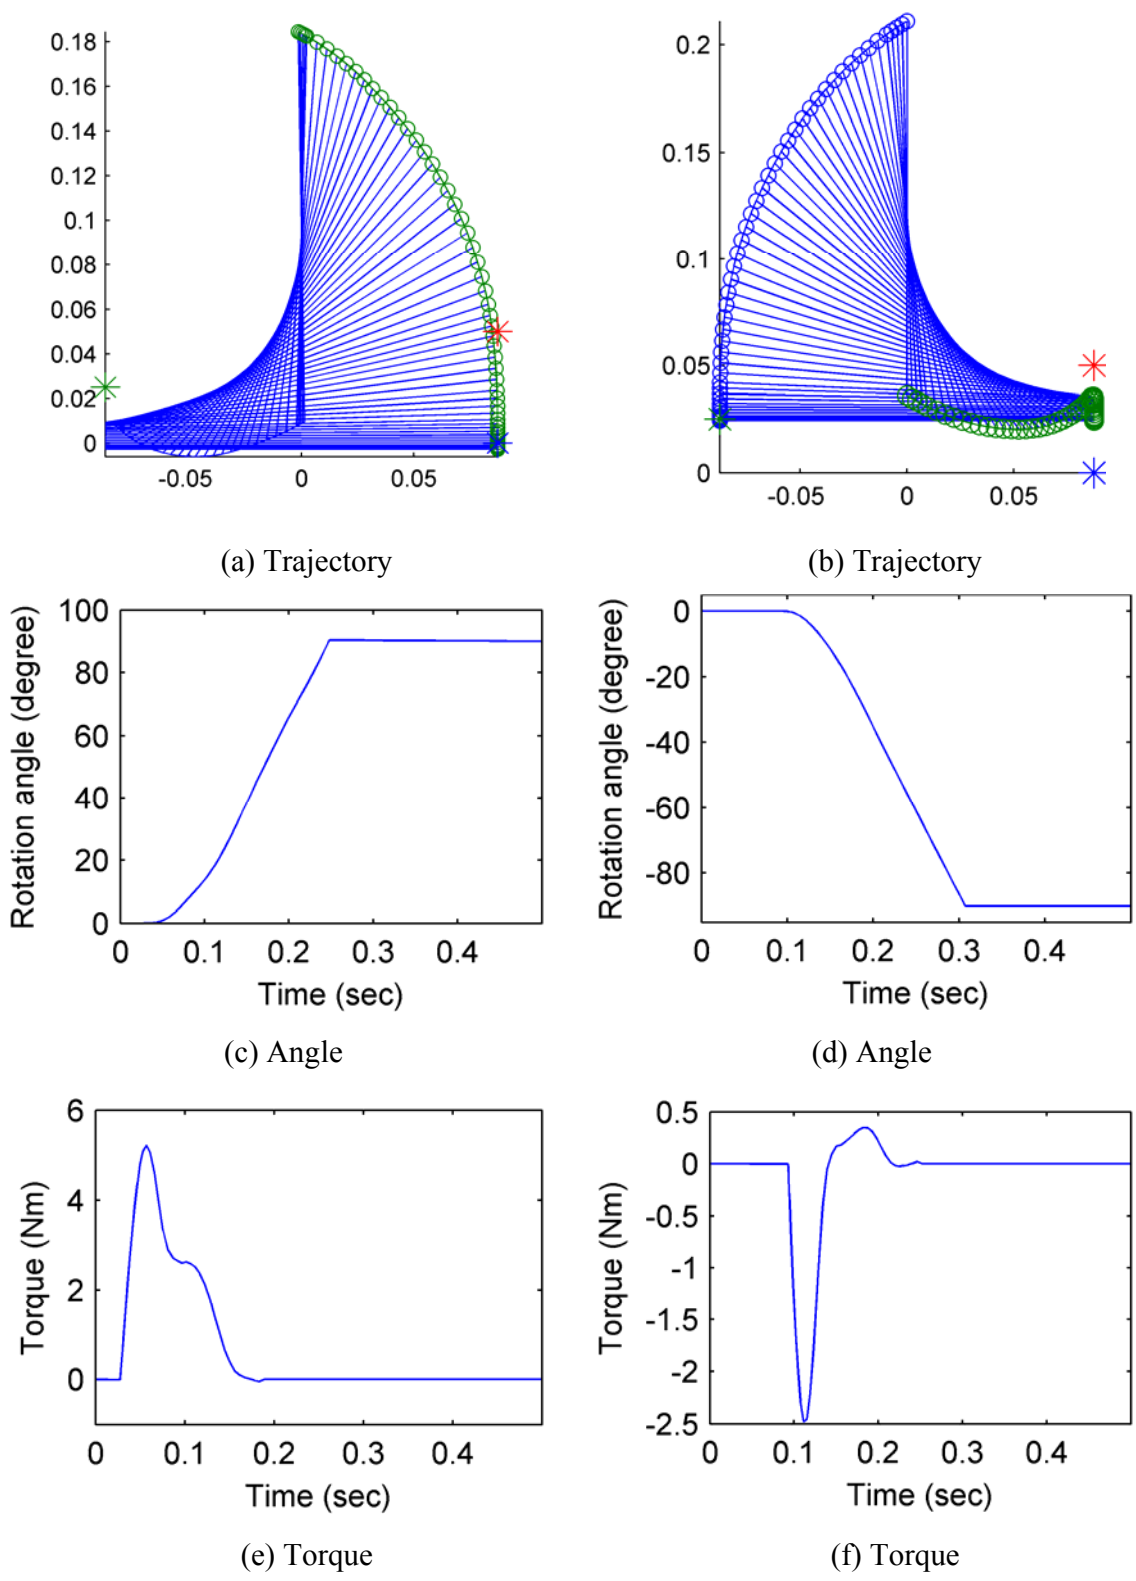 0.18
0.16
0.14
0.12
0.1
0.08
0.06
0.04
0.02
0
-0.05 0 0.05
(a) Trajectory
0.2
0.15
0.1
0.05
0
-0.05 0 0.05
(b) Trajectory
Rotation angle (degree)
100
80
60
40
20
0
0 0.1 0.2 0.3 0.4
Time (sec)
(c) Angle
Rotation angle (degree)
0
-20
-40
-60
-80
0 0.1 0.2 0.3 0.4
Time (sec)
(d) Angle
Torque (Nm)
6
4
2
0
0 0.1 0.2 0.3 0.4
Time (sec)
(e) Torque
Torque (Nm)
0.5
0
-0.5
-1
-1.5
-2
-2.5
0 0.1 0.2 0.3 0.4
Time (sec)
(f) Torque